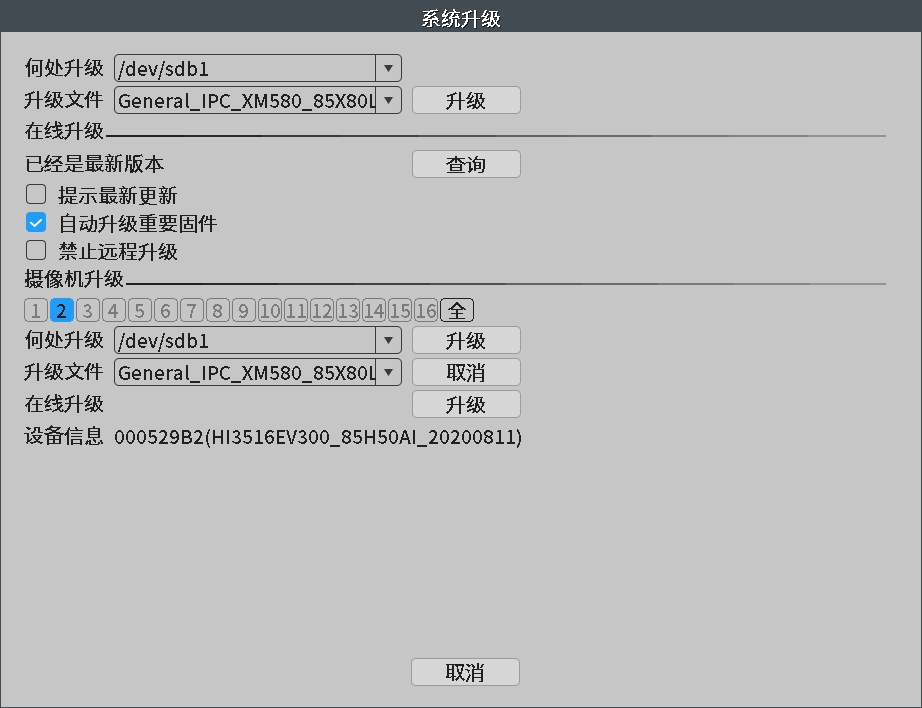 系统升级
何处升级 /dev/sdb1
升级文件 General_IPC_XM580_85X80L 升级
在线升级
已经是最新版本 查询
提示最新更新
自动升级重要固件
禁止远程升级
摄像机升级
1 2 3 4 5 6 7 8 9 10 11 12 13 14 15 16 全
何处升级 /dev/sdb1 升级
升级文件 General_IPC_XM580_85X80L 取消
在线升级 升级
设备信息 000529B2(HI3516EV300_85H50AI_20200811)
取消